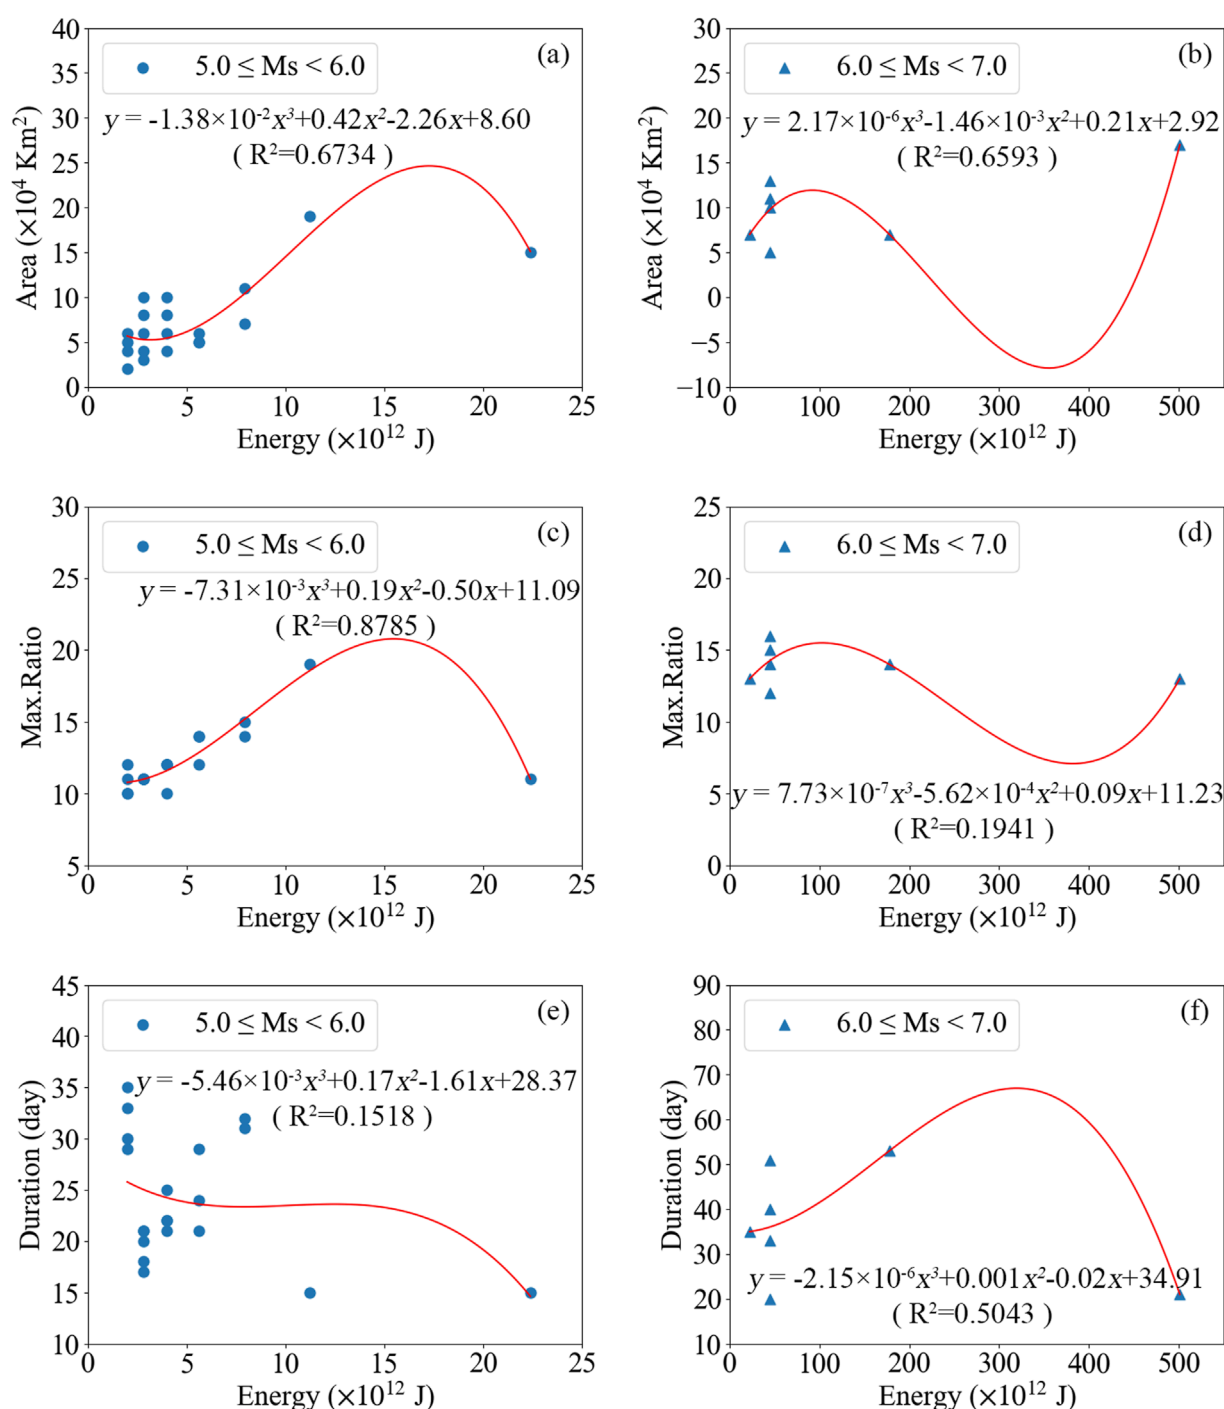 40
35
30
25
20
15
10
5
0
Area (×10⁴ Km²)
5.0 ≤ Ms < 6.0
(a)
y = -1.38×10⁻²x³+0.42x²-2.26x+8.60
( R²=0.6734 )
0 5 10 15 20 25
Energy (×10¹² J)
30
25
20
15
10
5
0
−5
−10
Area (×10⁴ Km²)
6.0 ≤ Ms < 7.0
(b)
y = 2.17×10⁻⁶x³-1.46×10⁻³x²+0.21x+2.92
( R²=0.6593 )
0 100 200 300 400 500
Energy (×10¹² J)
30
25
20
15
10
5
Max.Ratio
5.0 ≤ Ms < 6.0
(c)
y = -7.31×10⁻³x³+0.19x²-0.50x+11.09
( R²=0.8785 )
0 5 10 15 20 25
Energy (×10¹² J)
25
20
15
10
5
0
Max.Ratio
6.0 ≤ Ms < 7.0
(d)
y = 7.73×10⁻⁷x³-5.62×10⁻⁴x²+0.09x+11.23
( R²=0.1941 )
0 100 200 300 400 500
Energy (×10¹² J)
45
40
35
30
25
20
15
10
Duration (day)
5.0 ≤ Ms < 6.0
(e)
y = -5.46×10⁻³x³+0.17x²-1.61x+28.37
( R²=0.1518 )
0 5 10 15 20 25
Energy (×10¹² J)
90
80
70
60
50
40
30
20
10
Duration (day)
6.0 ≤ Ms < 7.0
(f)
y = -2.15×10⁻⁶x³+0.001x²-0.02x+34.91
( R²=0.5043 )
0 100 200 300 400 500
Energy (×10¹² J)